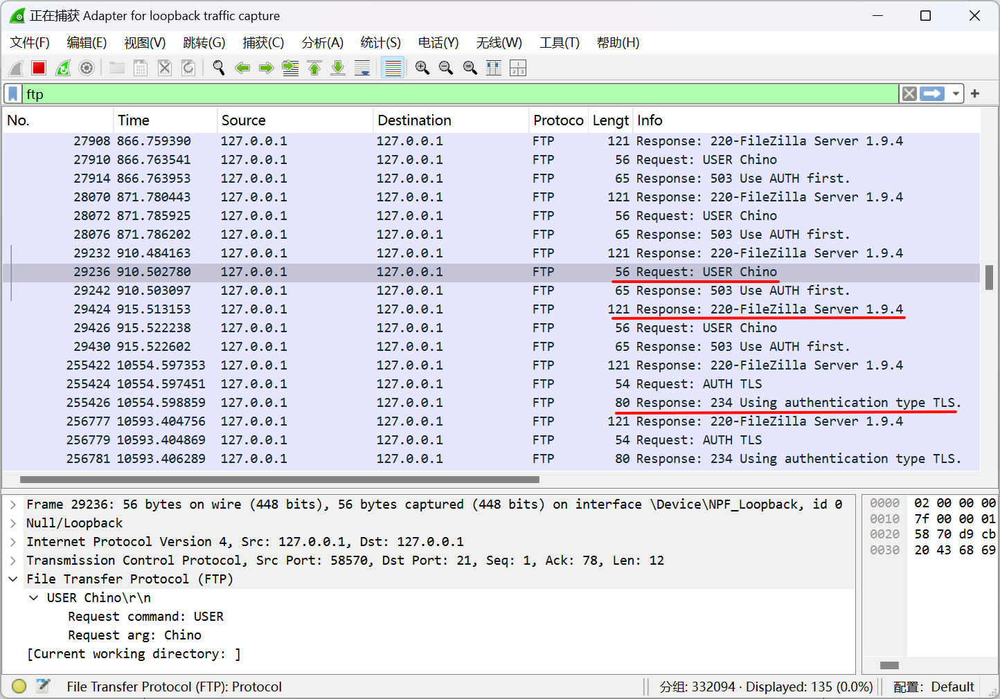 正在捕获 Adapter for loopback traffic capture
文件(F) 编辑(E) 视图(V) 跳转(G) 捕获(C) 分析(A) 统计(S) 电话(Y) 无线(W) 工具(T) 帮助(H)
ftp
No. Time Source Destination Protoco Lengt Info
27908 866.759390 127.0.0.1 127.0.0.1 FTP 121 Response: 220-FileZilla Server 1.9.4
27910 866.763541 127.0.0.1 127.0.0.1 FTP 56 Request: USER Chino
27914 866.763953 127.0.0.1 127.0.0.1 FTP 65 Response: 503 Use AUTH first.
28070 871.780443 127.0.0.1 127.0.0.1 FTP 121 Response: 220-FileZilla Server 1.9.4
28072 871.785925 127.0.0.1 127.0.0.1 FTP 56 Request: USER Chino
28076 871.786202 127.0.0.1 127.0.0.1 FTP 65 Response: 503 Use AUTH first.
29232 910.484163 127.0.0.1 127.0.0.1 FTP 121 Response: 220-FileZilla Server 1.9.4
29236 910.502780 127.0.0.1 127.0.0.1 FTP 56 Request: USER Chino
29242 910.503097 127.0.0.1 127.0.0.1 FTP 65 Response: 503 Use AUTH first.
29424 915.513153 127.0.0.1 127.0.0.1 FTP 121 Response: 220-FileZilla Server 1.9.4
29426 915.522238 127.0.0.1 127.0.0.1 FTP 56 Request: USER Chino
29430 915.522602 127.0.0.1 127.0.0.1 FTP 65 Response: 503 Use AUTH first.
255422 10554.597353 127.0.0.1 127.0.0.1 FTP 121 Response: 220-FileZilla Server 1.9.4
255424 10554.597451 127.0.0.1 127.0.0.1 FTP 54 Request: AUTH TLS
255426 10554.598859 127.0.0.1 127.0.0.1 FTP 80 Response: 234 Using authentication type TLS.
256777 10593.404756 127.0.0.1 127.0.0.1 FTP 121 Response: 220-FileZilla Server 1.9.4
256779 10593.404869 127.0.0.1 127.0.0.1 FTP 54 Request: AUTH TLS
256781 10593.406289 127.0.0.1 127.0.0.1 FTP 80 Response: 234 Using authentication type TLS.
Frame 29236: 56 bytes on wire (448 bits), 56 bytes captured (448 bits) on interface \Device\NPF_Loopback, id 0
Null/Loopback
Internet Protocol Version 4, Src: 127.0.0.1, Dst: 127.0.0.1
Transmission Control Protocol, Src Port: 58570, Dst Port: 21, Seq: 1, Ack: 78, Len: 12
File Transfer Protocol (FTP)
USER Chino\r\n
Request command: USER
Request arg: Chino
[Current working directory: ]
0000 02 00 00 00
0010 7f 00 00 01
0020 58 70 d9 cb
0030 20 43 68 69
File Transfer Protocol (FTP): Protocol
分组: 332094 · Displayed: 135 (0.0%)
配置: Default